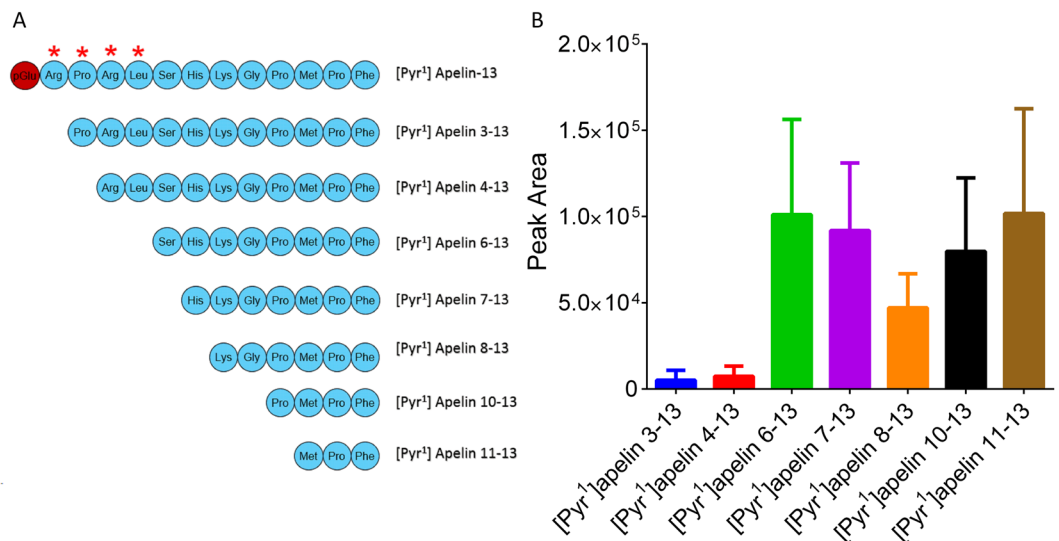 A
* * * *
pGlu Arg Pro Arg Leu Ser His Lys Gly Pro Met Pro Phe [Pyr¹] Apelin-13
Pro Arg Leu Ser His Lys Gly Pro Met Pro Phe [Pyr¹] Apelin 3-13
Arg Leu Ser His Lys Gly Pro Met Pro Phe [Pyr¹] Apelin 4-13
Ser His Lys Gly Pro Met Pro Phe [Pyr¹] Apelin 6-13
His Lys Gly Pro Met Pro Phe [Pyr¹] Apelin 7-13
Lys Gly Pro Met Pro Phe [Pyr¹] Apelin 8-13
Pro Met Pro Phe [Pyr¹] Apelin 10-13
Met Pro Phe [Pyr¹] Apelin 11-13
B
Peak Area
2.0×10⁵
1.5×10⁵
1.0×10⁵
5.0×10⁴
0
[Pyr¹]apelin 3-13
[Pyr¹]apelin 4-13
[Pyr¹]apelin 6-13
[Pyr¹]apelin 7-13
[Pyr¹]apelin 8-13
[Pyr¹]apelin 10-13
[Pyr¹]apelin 11-13